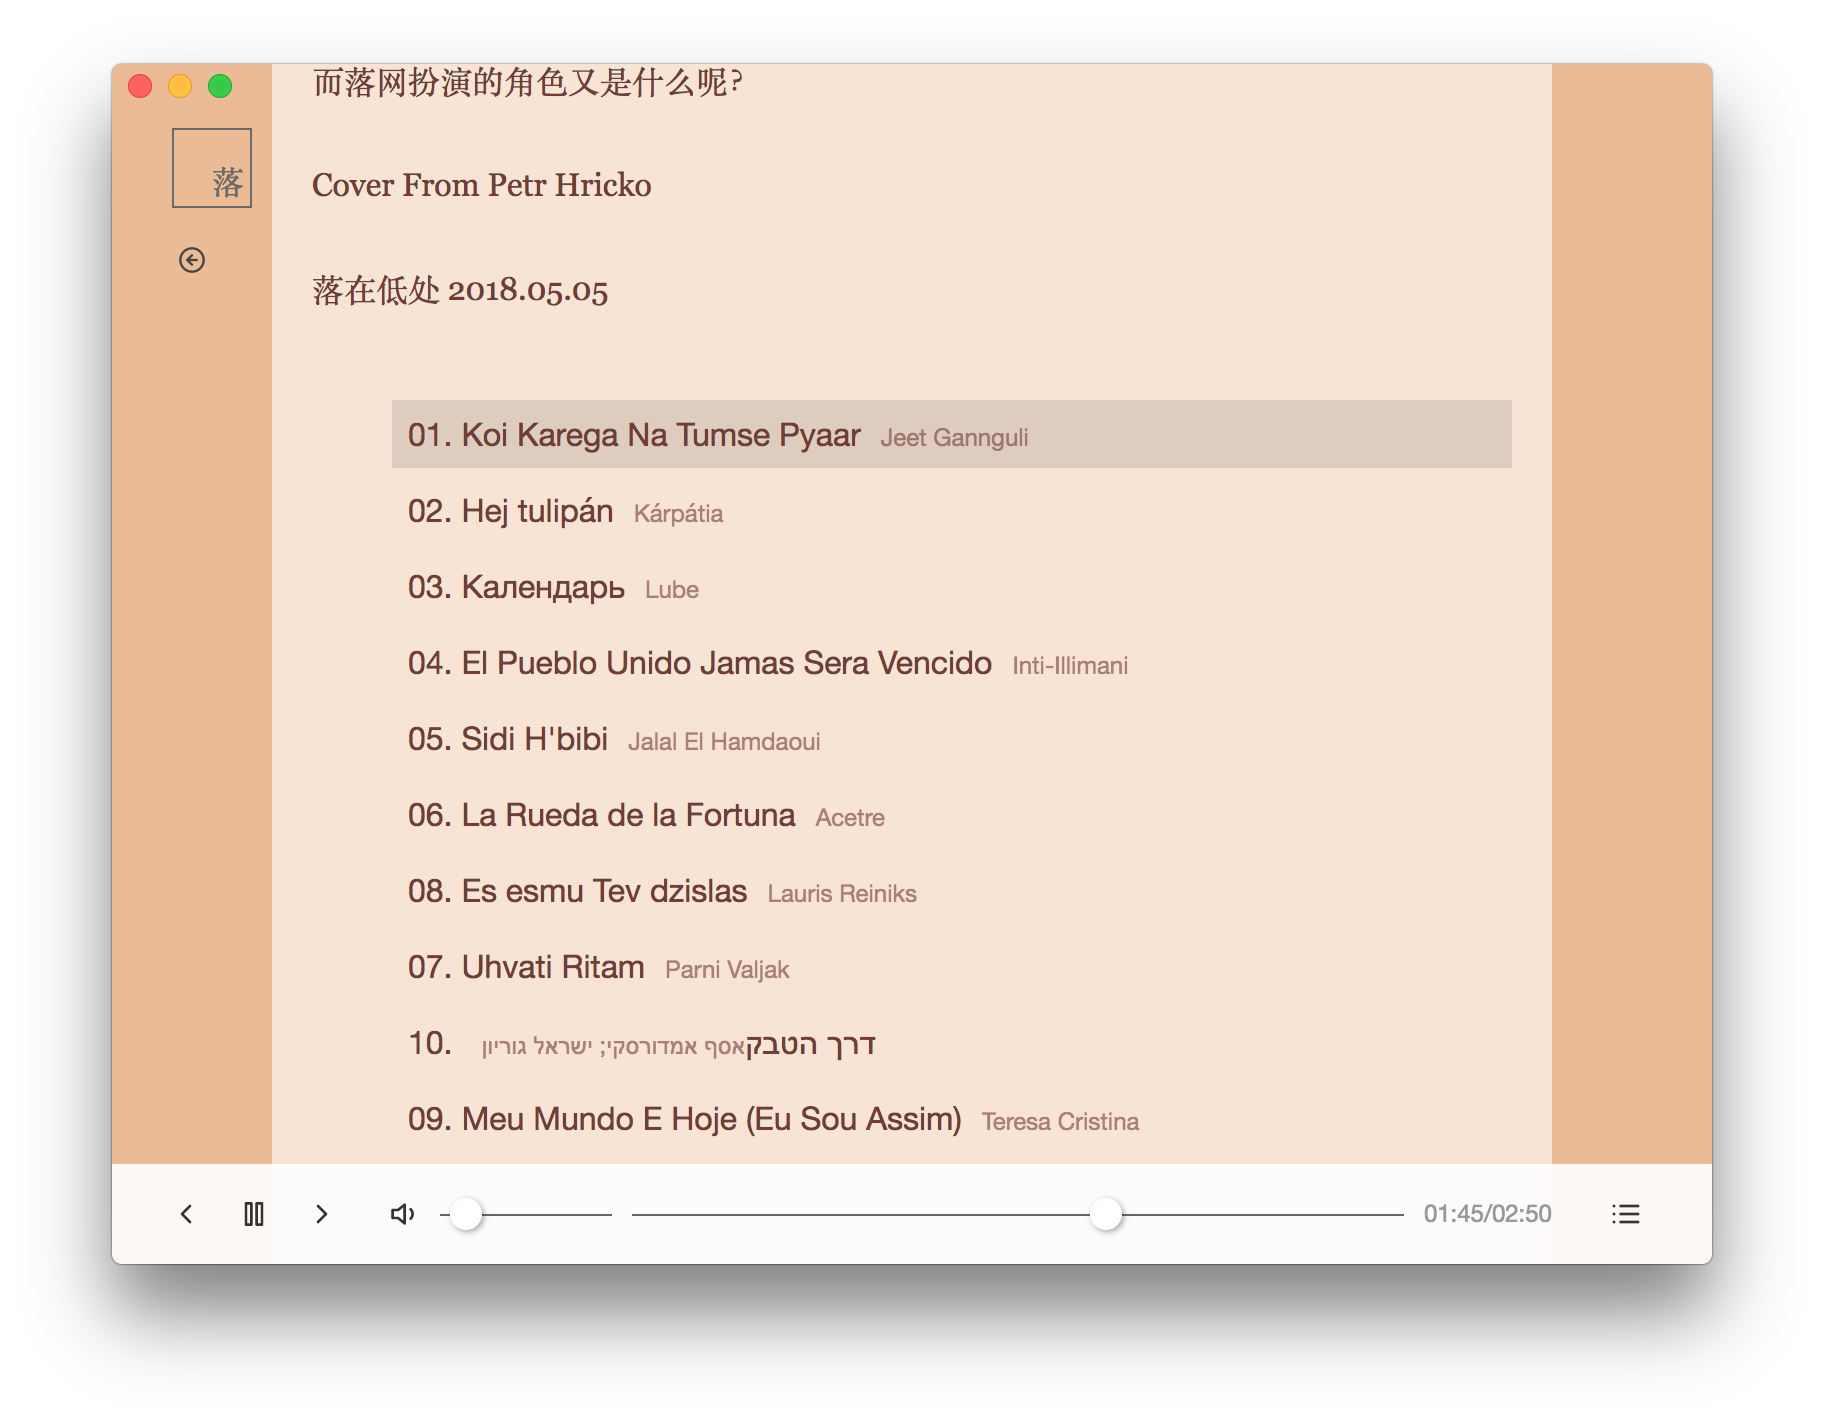 而落网扮演的角色又是什么呢?
落
Cover From Petr Hricko
落在低处 2018.05.05
01. Koi Karega Na Tumse Pyaar Jeet Gannguli
02. Hej tulipán Kárpátia
03. Календарь Lube
04. El Pueblo Unido Jamas Sera Vencido Inti-Illimani
05. Sidi H'bibi Jalal El Hamdaoui
06. La Rueda de la Fortuna Acetre
08. Es esmu Tev dzislas Lauris Reiniks
07. Uhvati Ritam Parni Valjak
10. דרך הטבק אסף אמדורסקי; ישראל גוריון
09. Meu Mundo E Hoje (Eu Sou Assim) Teresa Cristina
01:45/02:50